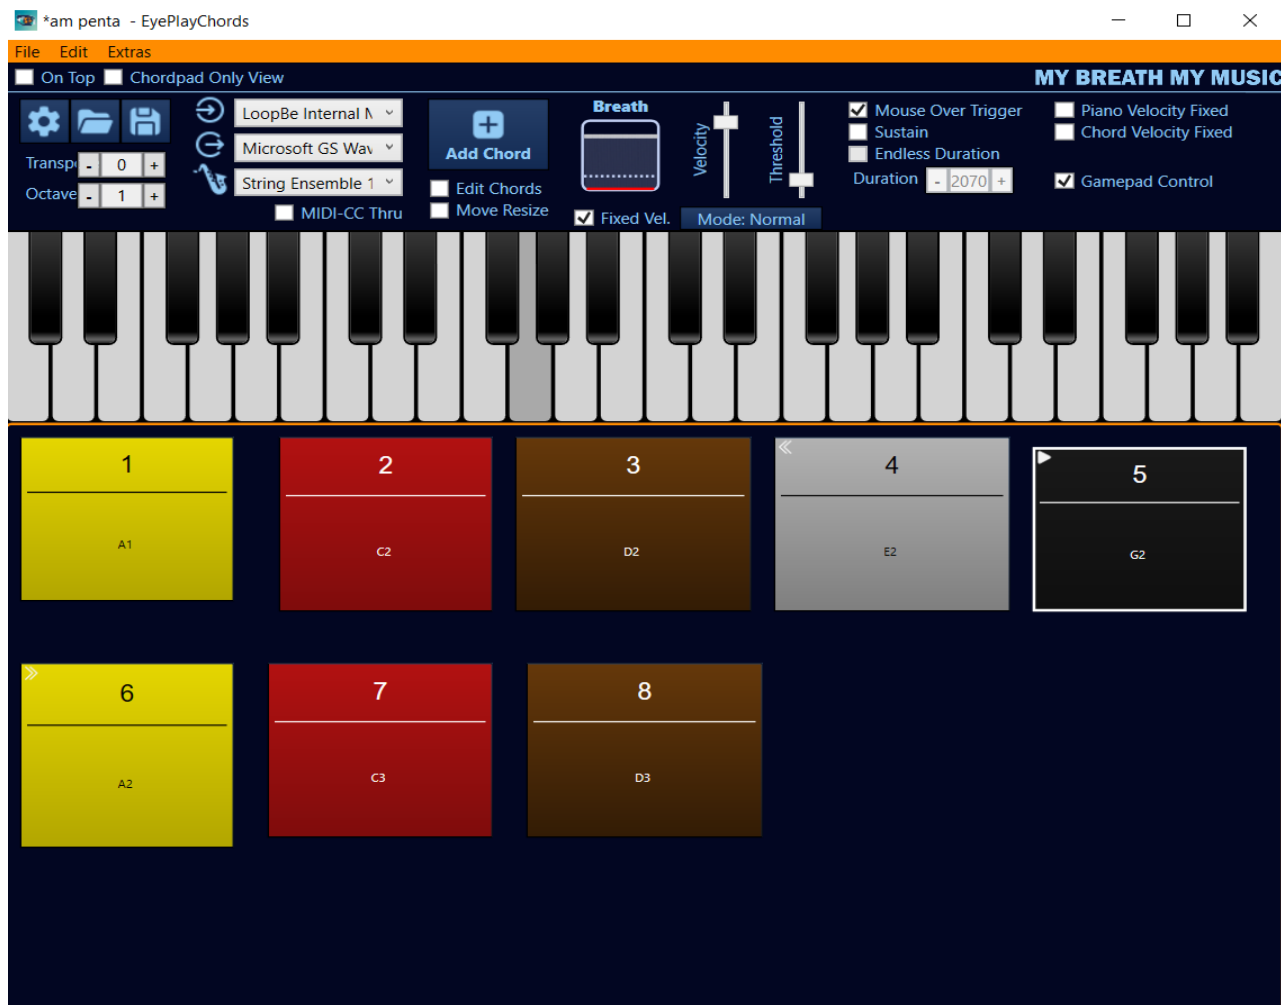 *am penta - EyePlayChords
File Edit Extras
On Top Chordpad Only View
MY BREATH MY MUSIC
LoopBe Internal M
Microsoft GS Wav
String Ensemble 1
MIDI-CC Thru
Transp - 0 +
Octave - 1 +
Add Chord
Edit Chords
Move Resize
Breath
Fixed Vel.
Velocity
Threshold
Mode: Normal
Mouse Over Trigger
Sustain
Endless Duration
Duration - 2070 +
Piano Velocity Fixed
Chord Velocity Fixed
Gamepad Control
1
A1
2
C2
3
D2
4
E2
5
G2
6
A2
7
C3
8
D3